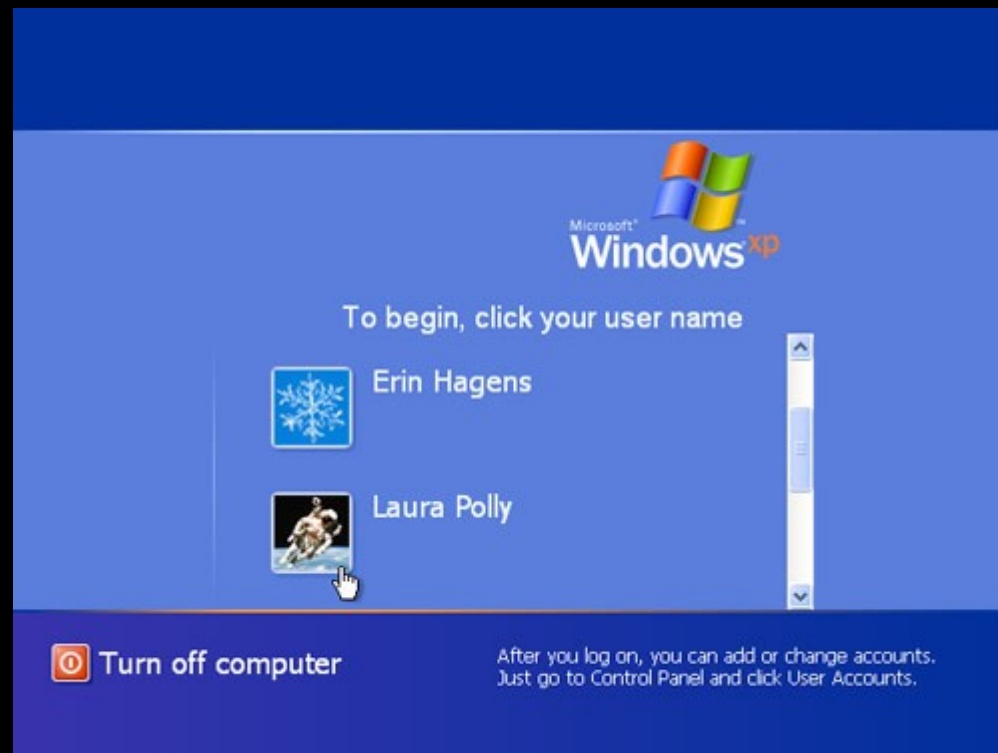 Microsoft®
Windows xp
To begin, click your user name
Erin Hagens
Laura Polly
Turn off computer
After you log on, you can add or change accounts.
Just go to Control Panel and click User Accounts.